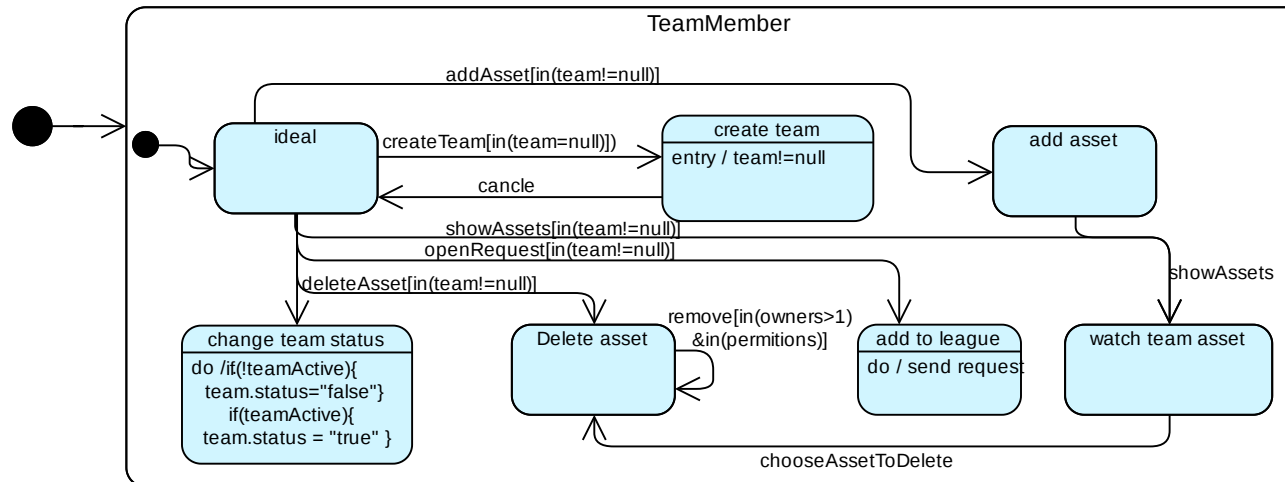 TeamMember
addAsset[in(team!=null)]
ideal
createTeam[in(team=null)])
create team
entry / team!=null
add asset
cancle
showAssets[in(team!=null)]
openRequest[in(team!=null)]
deleteAsset[in(team!=null)]
showAssets
change team status
do /if(!teamActive){
team.status="false"}
if(teamActive){
team.status = "true" }
Delete asset
remove[in(owners>1)
&in(permitions)]
add to league
do / send request
watch team asset
chooseAssetToDelete